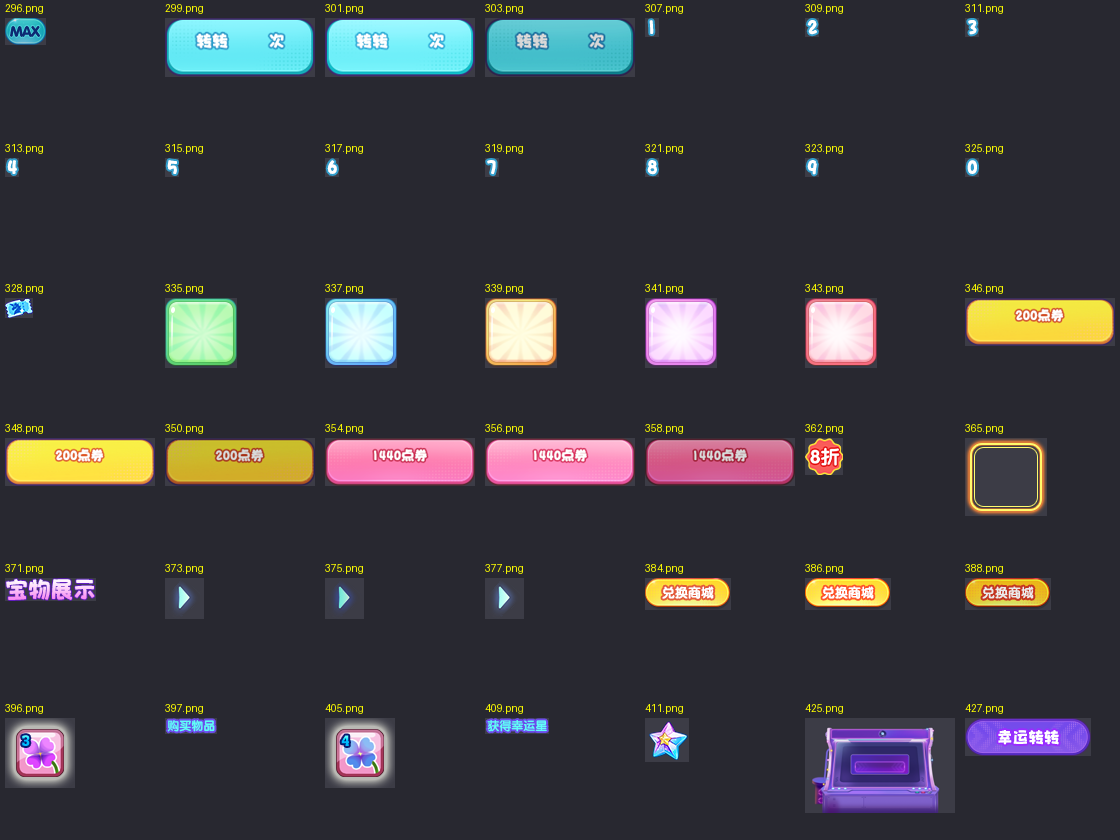 296.png 299.png 301.png 303.png 307.png 309.png 311.png
MAX 转转 次 转转 次 转转 次 1 2 3
313.png 315.png 317.png 319.png 321.png 323.png 325.png
4 5 6 7 8 9 0
328.png 335.png 337.png 339.png 341.png 343.png 346.png
200点券
348.png 350.png 354.png 356.png 358.png 362.png 365.png
200点券 200点券 1440点券 1440点券 1440点券 8折
371.png 373.png 375.png 377.png 384.png 386.png 388.png
宝物展示 兑换商城 兑换商城 兑换商城
396.png 397.png 405.png 409.png 411.png 425.png 427.png
3 购买物品 4 获得幸运星 幸运转转